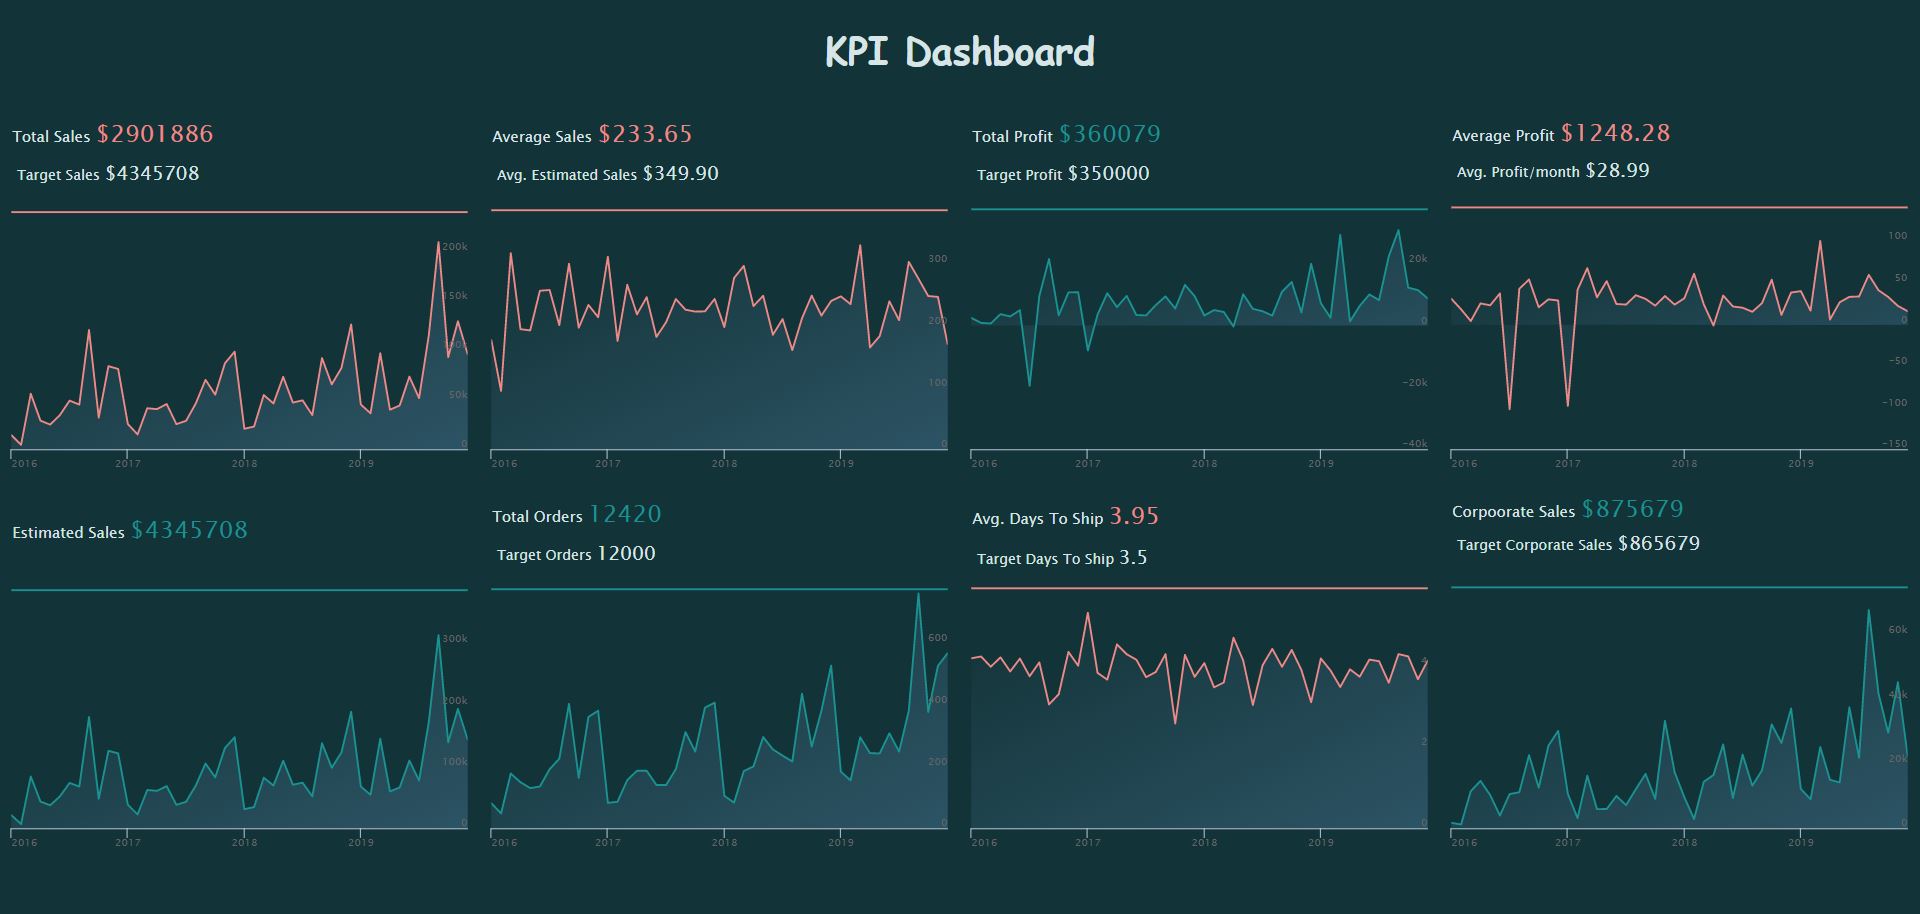 KPI Dashboard
Total Sales $2901886
Target Sales $4345708
200k
150k
100k
50k
0
2016 2017 2018 2019
Average Sales $233.65
Avg. Estimated Sales $349.90
300
200
100
0
2016 2017 2018 2019
Total Profit $360079
Target Profit $350000
20k
0
−20k
−40k
2016 2017 2018 2019
Average Profit $1248.28
Avg. Profit/month $28.99
100
50
0
−50
−100
−150
2016 2017 2018 2019
Estimated Sales $4345708
300k
200k
100k
0
2016 2017 2018 2019
Total Orders 12420
Target Orders 12000
600
400
200
0
2016 2017 2018 2019
Avg. Days To Ship 3.95
Target Days To Ship 3.5
4
2
0
2016 2017 2018 2019
Corpoorate Sales $875679
Target Corporate Sales $865679
60k
40k
20k
0
2016 2017 2018 2019